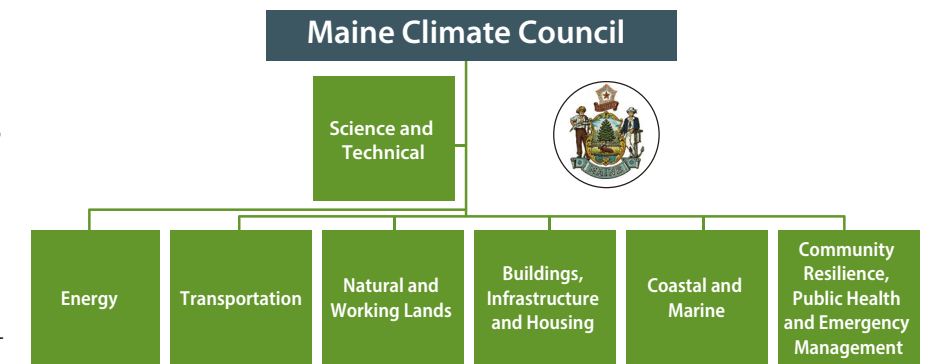 Maine Climate Council
Science and
Technical
MAINE
Energy
Transportation
Natural and
Working Lands
Buildings,
Infrastructure
and Housing
Coastal and
Marine
Community
Resilience,
Public Health
and Emergency
Management